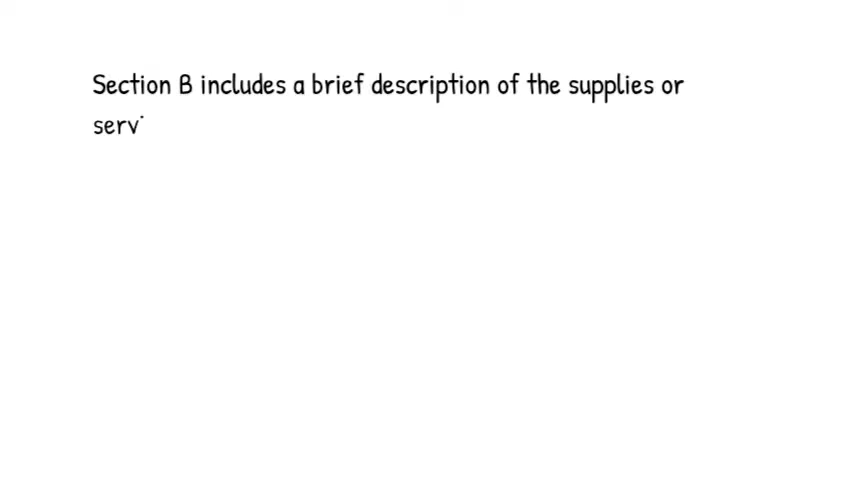 Section B includes a brief description of the supplies or
serv